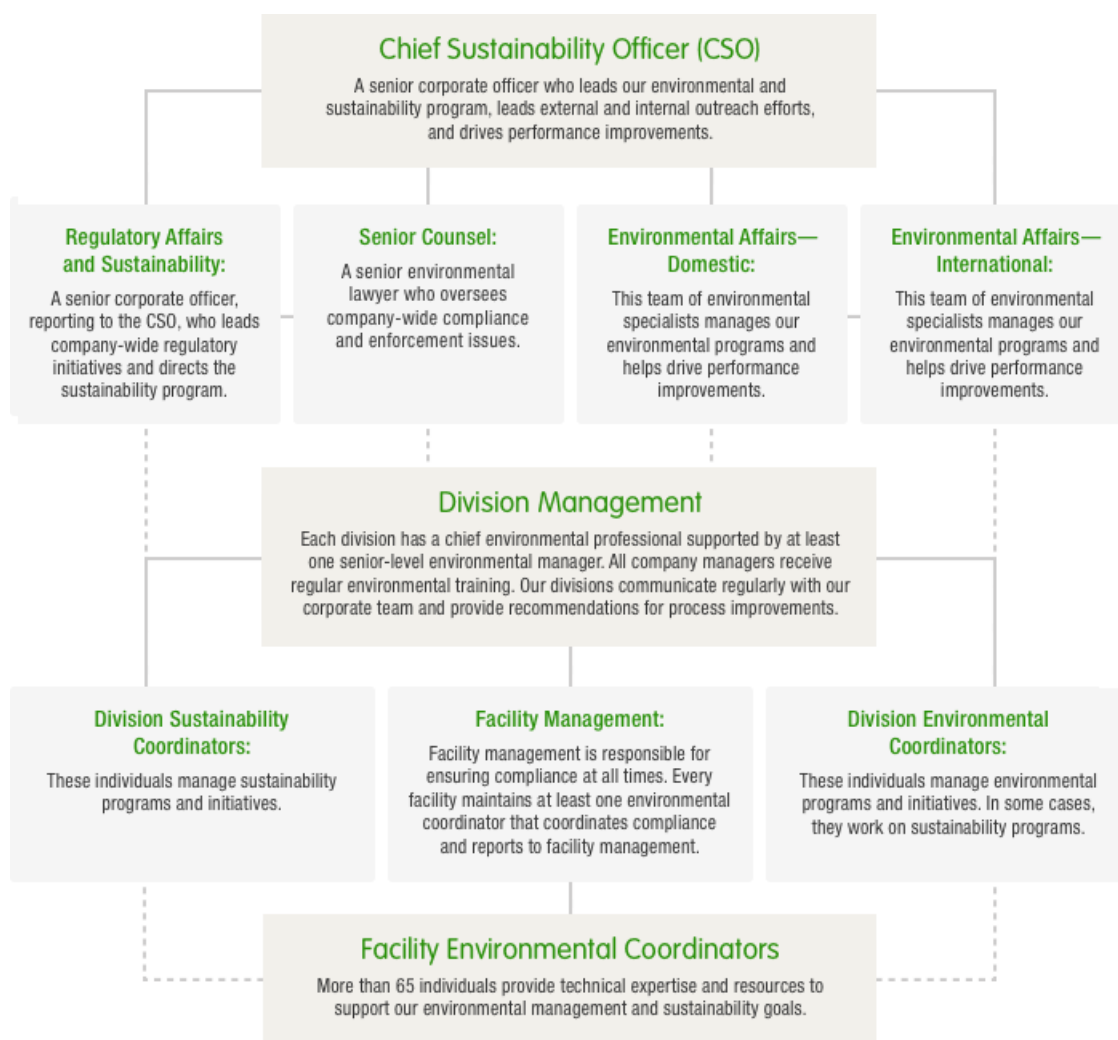 Chief Sustainability Officer (CSO)
A senior corporate officer who leads our environmental and
sustainability program, leads external and internal outreach efforts,
and drives performance improvements.
Regulatory Affairs
and Sustainability:
A senior corporate officer,
reporting to the CSO, who leads
company-wide regulatory
initiatives and directs the
sustainability program.
Senior Counsel:
A senior environmental
lawyer who oversees
company-wide compliance
and enforcement issues.
Environmental Affairs—
Domestic:
This team of environmental
specialists manages our
environmental programs and
helps drive performance
improvements.
Environmental Affairs—
International:
This team of environmental
specialists manages our
environmental programs and
helps drive performance
improvements.
Division Management
Each division has a chief environmental professional supported by at least
one senior-level environmental manager. All company managers receive
regular environmental training. Our divisions communicate regularly with our
corporate team and provide recommendations for process improvements.
Division Sustainability
Coordinators:
These individuals manage sustainability
programs and initiatives.
Facility Management:
Facility management is responsible for
ensuring compliance at all times. Every
facility maintains at least one environmental
coordinator that coordinates compliance
and reports to facility management.
Division Environmental
Coordinators:
These individuals manage environmental
programs and initiatives. In some cases,
they work on sustainability programs.
Facility Environmental Coordinators
More than 65 individuals provide technical expertise and resources to
support our environmental management and sustainability goals.